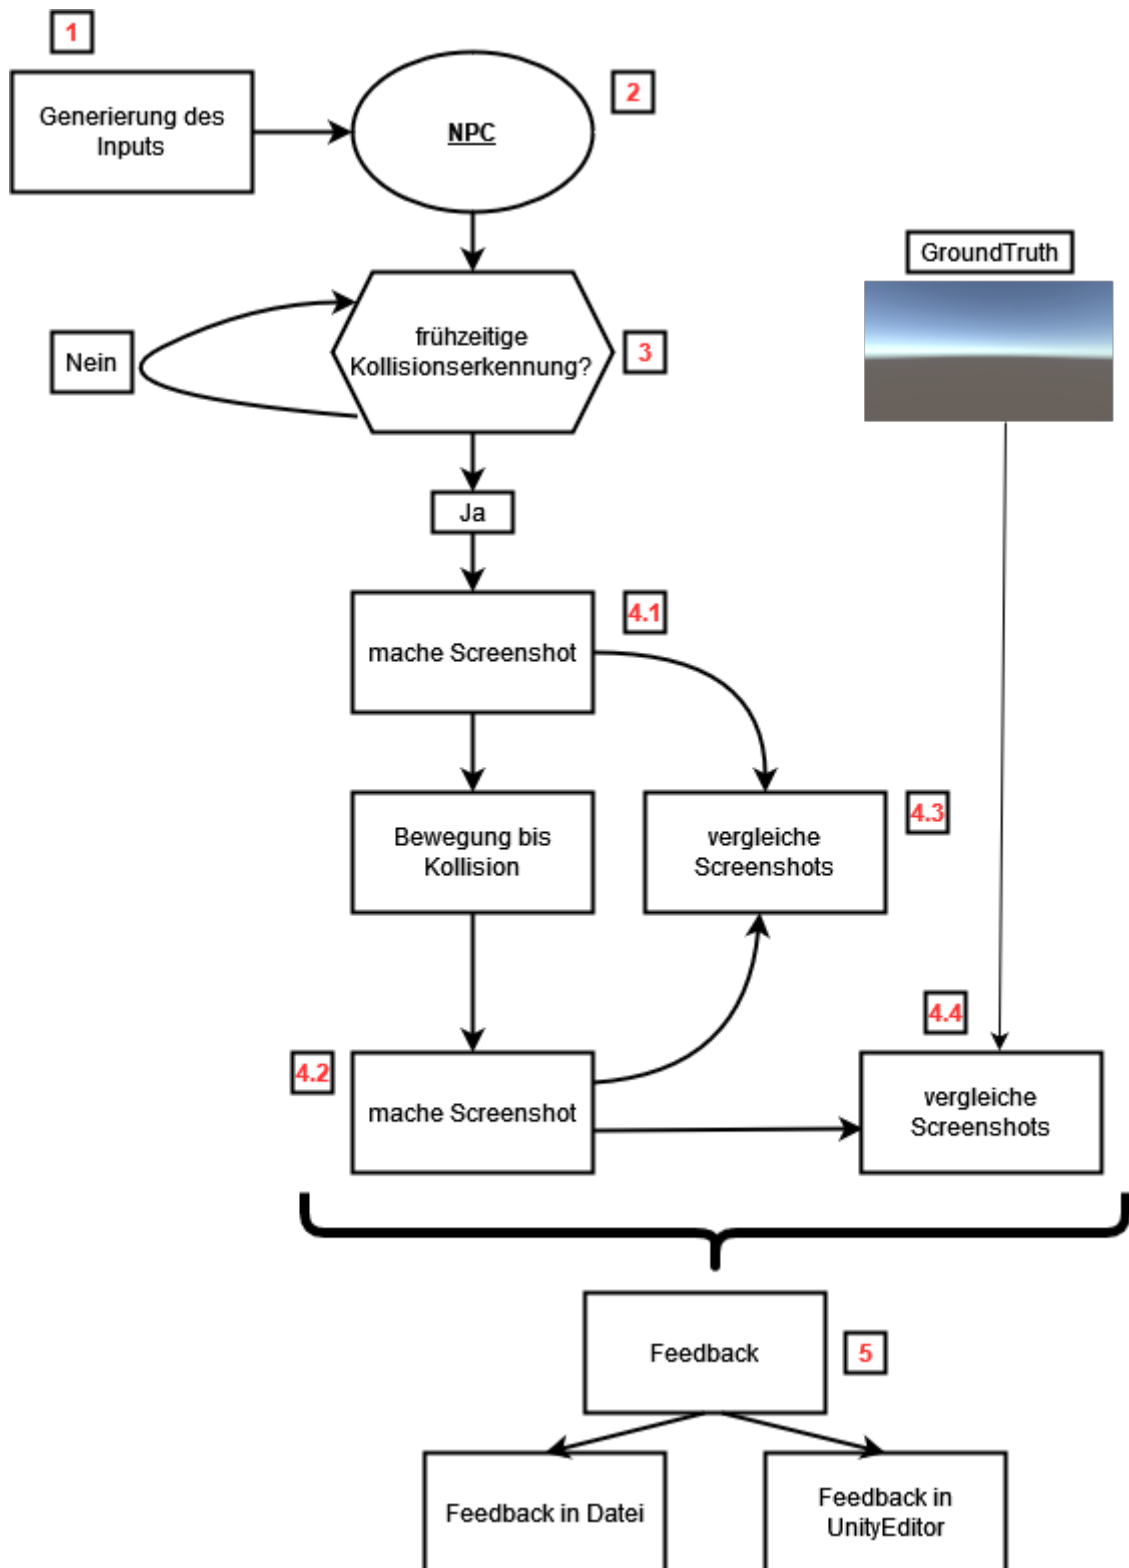 1
Generierung des
Inputs
NPC
2
GroundTruth
frühzeitige
Kollisionserkennung?
3
Nein
Ja
4.1
mache Screenshot
Bewegung bis
Kollision
vergleiche
Screenshots
4.3
4.4
4.2
mache Screenshot
vergleiche
Screenshots
Feedback
5
Feedback in Datei
Feedback in
UnityEditor